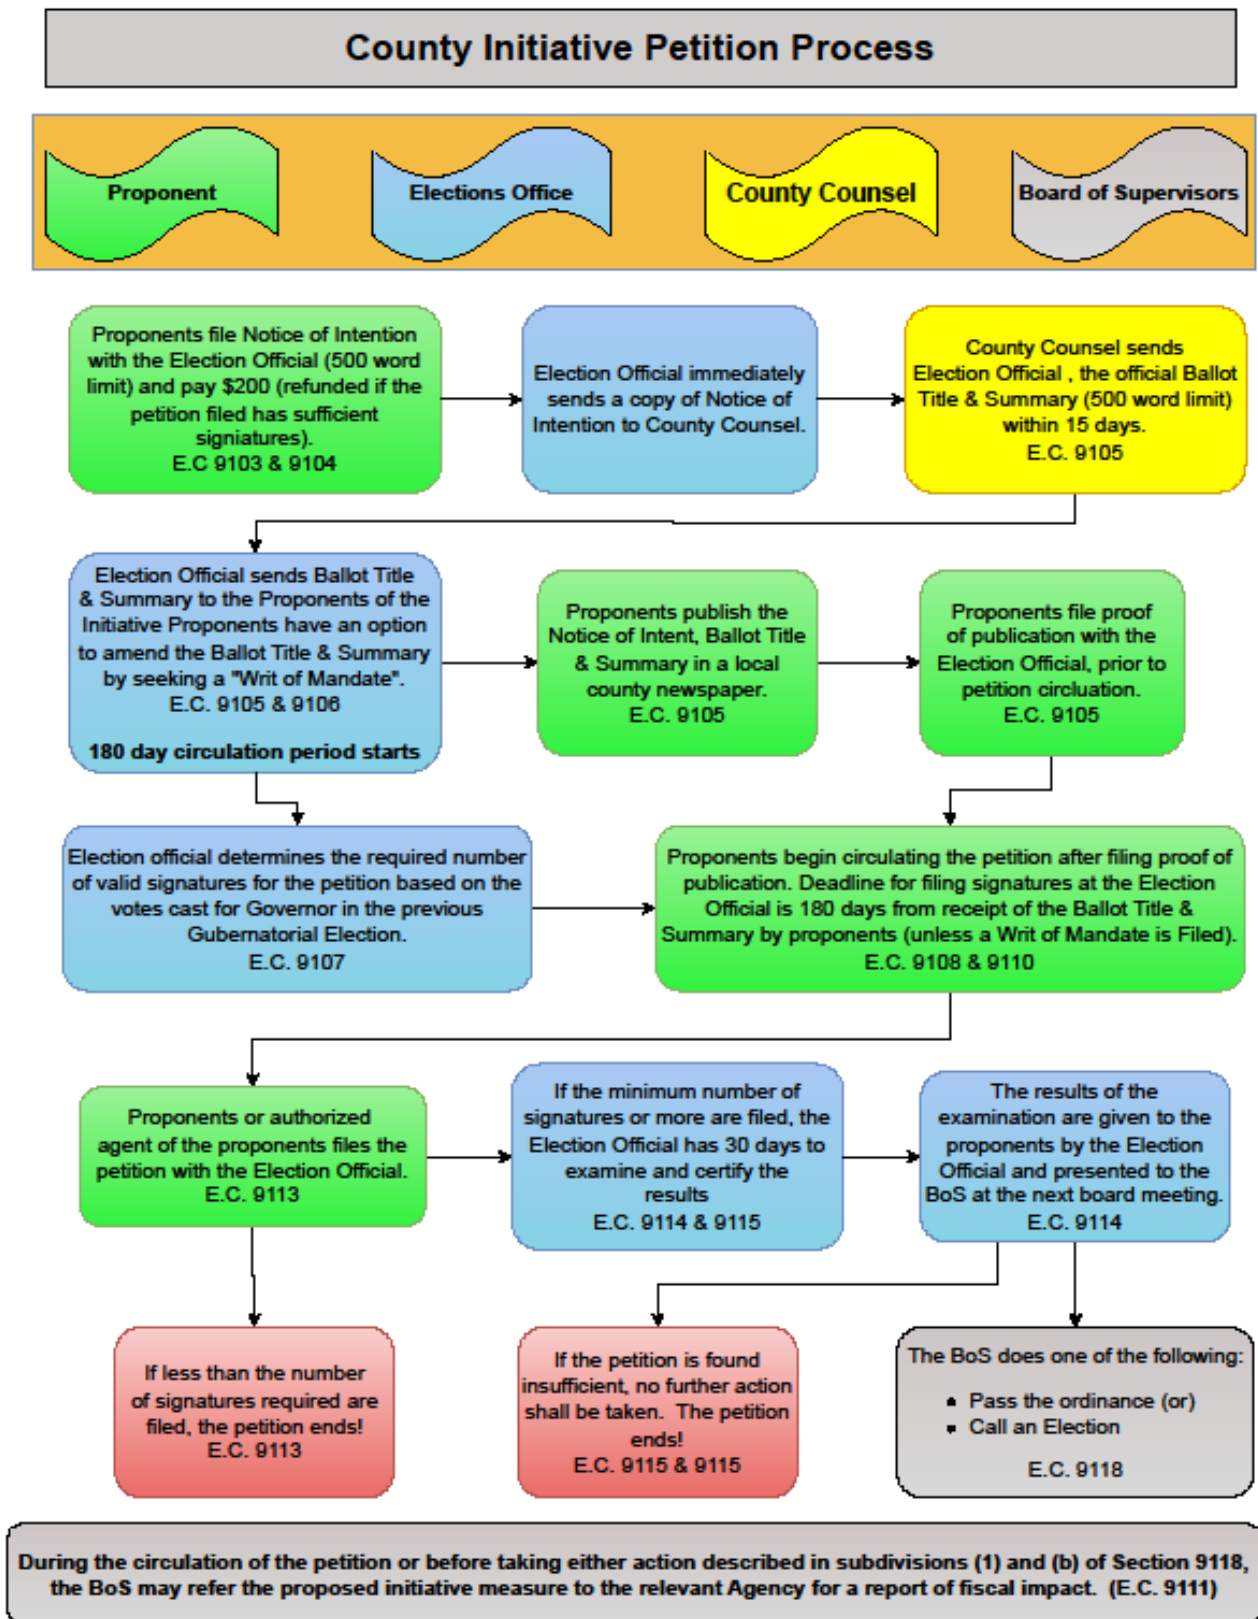 County Initiative Petition Process
Proponent
Elections Office
County Counsel
Board of Supervisors
Proponents file Notice of Intention
with the Election Official (500 word
limit) and pay $200 (refunded if the
petition filed has sufficient
signiatures).
E.C 9103 & 9104
Election Official immediately
sends a copy of Notice of
Intention to County Counsel.
County Counsel sends
Election Official , the official Ballot
Title & Summary (500 word limit)
within 15 days.
E.C. 9105
Election Official sends Ballot Title
& Summary to the Proponents of the
Initiative Proponents have an option
to amend the Ballot Title & Summary
by seeking a "Writ of Mandate".
E.C. 9105 & 9106
180 day circulation period starts
Proponents publish the
Notice of Intent, Ballot Title
& Summary in a local
county newspaper.
E.C. 9105
Proponents file proof
of publication with the
Election Official, prior to
petition circluation.
E.C. 9105
Election official determines the required number
of valid signatures for the petition based on the
votes cast for Governor in the previous
Gubernatorial Election.
E.C. 9107
Proponents begin circulating the petition after filing proof of
publication. Deadline for filing signatures at the Election
Official is 180 days from receipt of the Ballot Title &
Summary by proponents (unless a Writ of Mandate is Filed).
E.C. 9108 & 9110
Proponents or authorized
agent of the proponents files the
petition with the Election Official.
E.C. 9113
If the minimum number of
signatures or more are filed, the
Election Official has 30 days to
examine and certify the
results
E.C. 9114 & 9115
The results of the
examination are given to the
proponents by the Election
Official and presented to the
BoS at the next board meeting.
E.C. 9114
If less than the number
of signatures required are
filed, the petition ends!
E.C. 9113
If the petition is found
insufficient, no further action
shall be taken. The petition
ends!
E.C. 9115 & 9115
The BoS does one of the following:
• Pass the ordinance (or)
• Call an Election
E.C. 9118
During the circulation of the petition or before taking either action described in subdivisions (1) and (b) of Section 9118,
the BoS may refer the proposed initiative measure to the relevant Agency for a report of fiscal impact. (E.C. 9111)